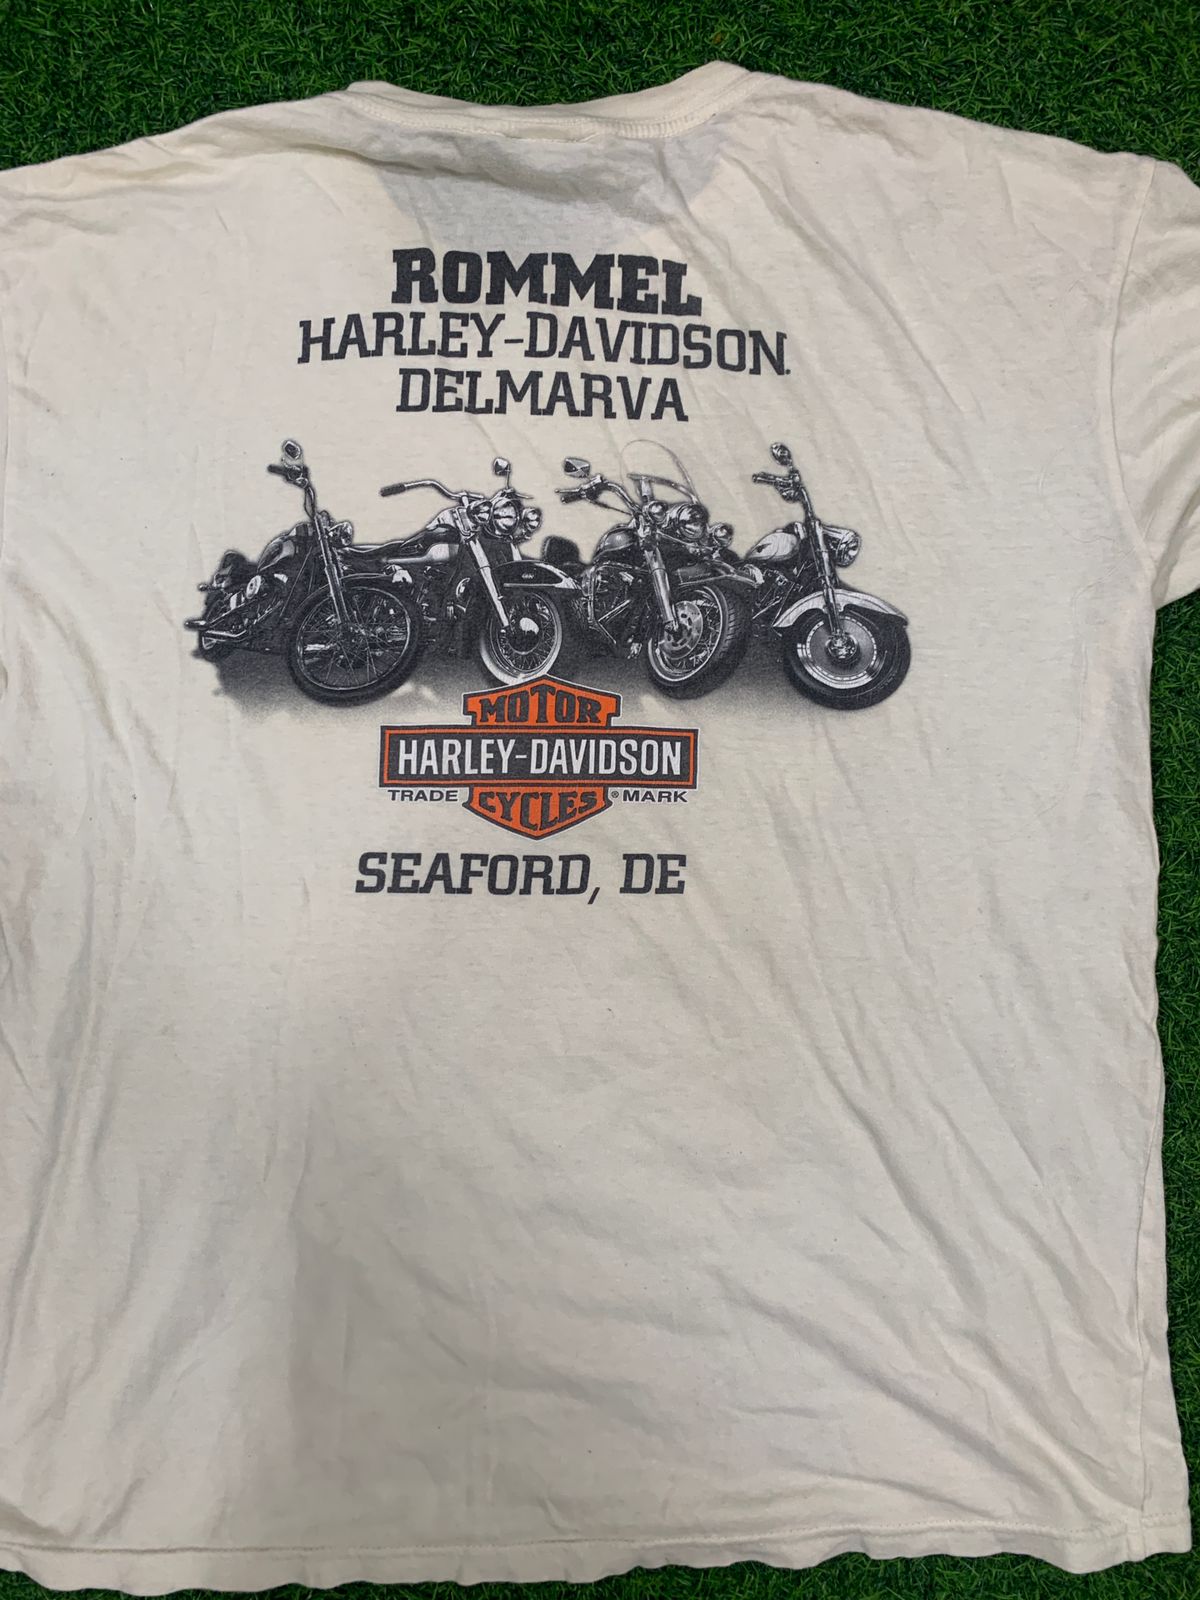 ROMMEL
HARLEY-DAVIDSON.
DELMARVA
MOTOR
HARLEY-DAVIDSON
TRADE ® MARK
CYCLES
SEAFORD, DE